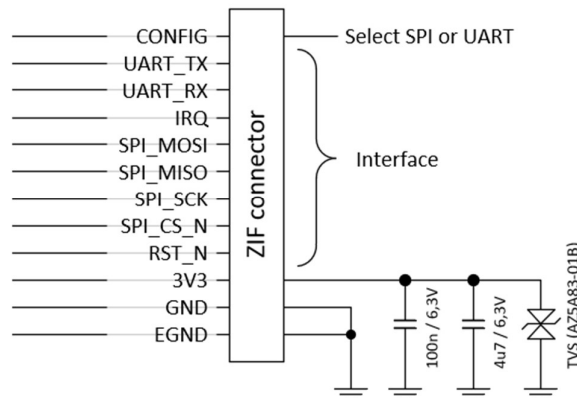 CONFIG
Select SPI or UART
UART_TX
UART_RX
IRQ
SPI_MOSI
SPI_MISO
SPI_SCK
SPI_CS_N
RST_N
3V3
GND
EGND
ZIF connector
Interface
100n / 6,3V
4u7 / 6,3V
TVS (AZ5A83-01B)